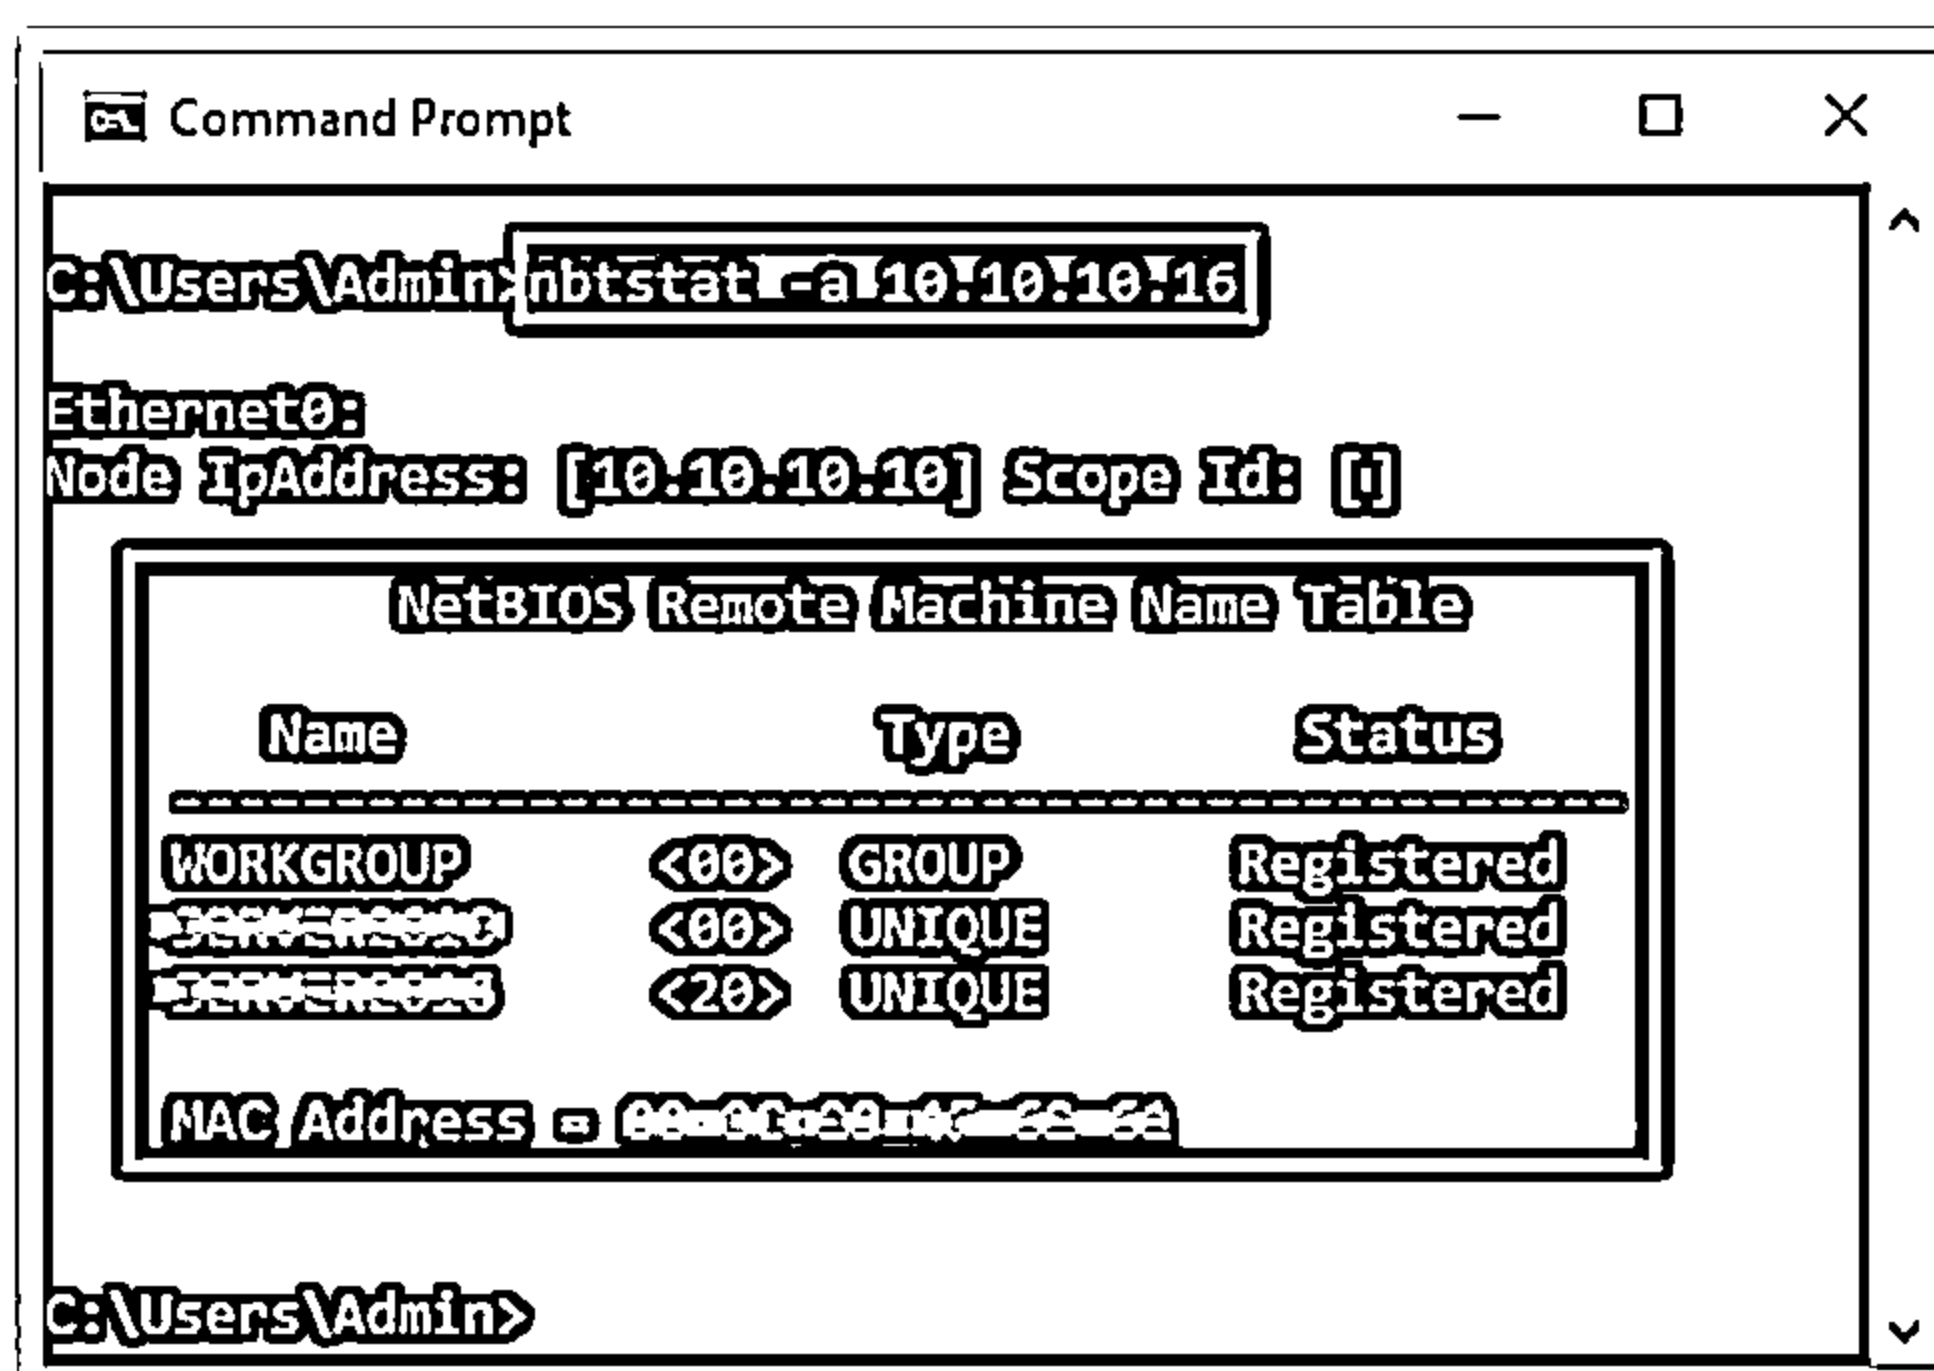 Command Prompt
C:\Users\Admin>nbtstat -a 10.10.10.16
Ethernet0:
Node IpAddress: [10.10.10.10] Scope Id: []
NetBIOS Remote Machine Name Table
Name Type Status
---------------------------------------------
WORKGROUP <00> GROUP Registered
<00> UNIQUE Registered
<20> UNIQUE Registered
MAC Address =
C:\Users\Admin>